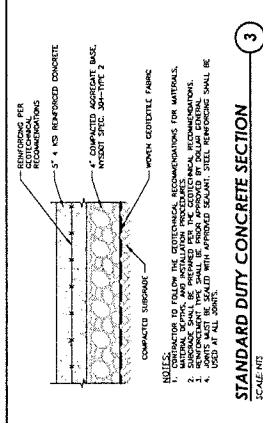 REINFORCING PER
GEOTECHNICAL
RECOMMENDATIONS
5" 4 KSI REINFORCED CONCRETE
4" COMPACTED AGGREGATE BASE,
NYSDOT SPEC. 304-TYPE 2
WOVEN GEOTEXTILE FABRIC
COMPACTED SUBGRADE
NOTES:
1. CONTRACTOR TO FOLLOW THE GEOTECHNICAL RECOMMENDATIONS FOR MATERIALS,
MATERIAL DEPTHS, AND INSTALLATION PROCEDURES.
2. SUBGRADE SHALL BE PREPARED PER THE GEOTECHNICAL RECOMMENDATIONS.
3. REINFORCEMENT TYPE SHALL BE PRIOR APPROVED BY DOLLAR GENERAL.
4. JOINTS MUST BE SEALED WITH APPROVED SEALANT. STEEL REINFORCING SHALL BE
USED AT ALL JOINTS.
STANDARD DUTY CONCRETE SECTION
3
SCALE: NTS